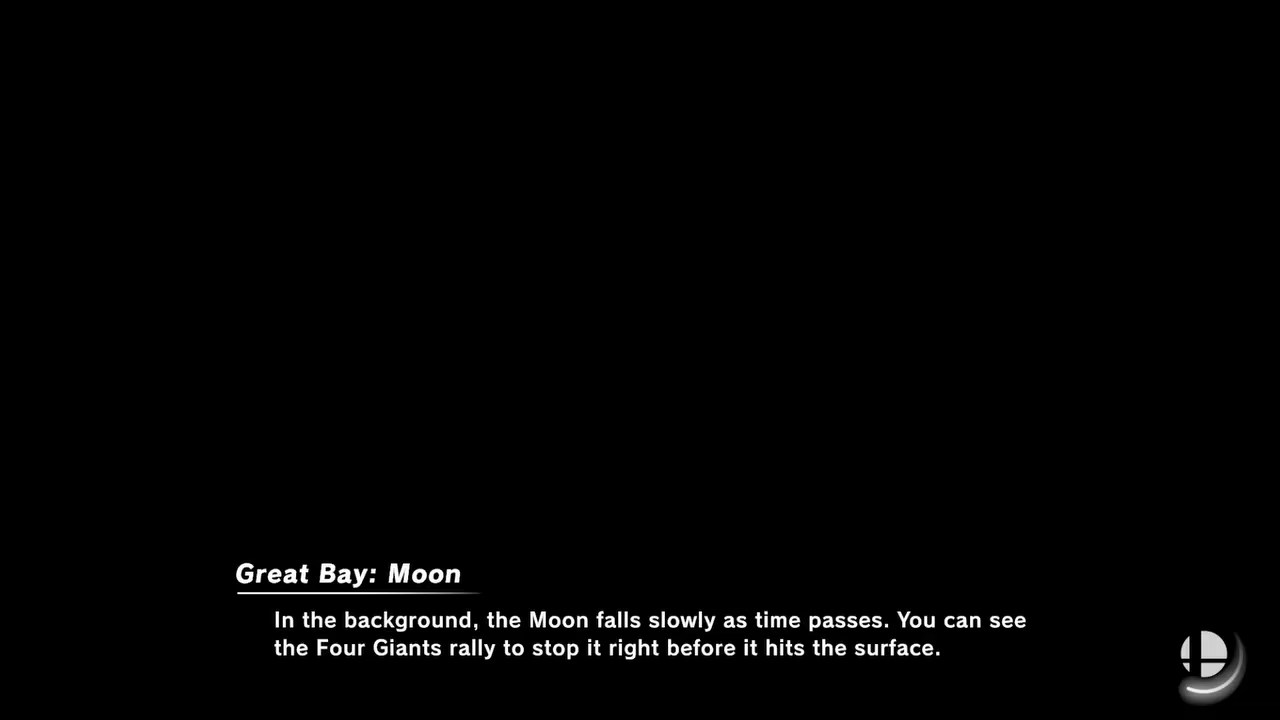 Great Bay: Moon
In the background, the Moon falls slowly as time passes. You can see
the Four Giants rally to stop it right before it hits the surface.